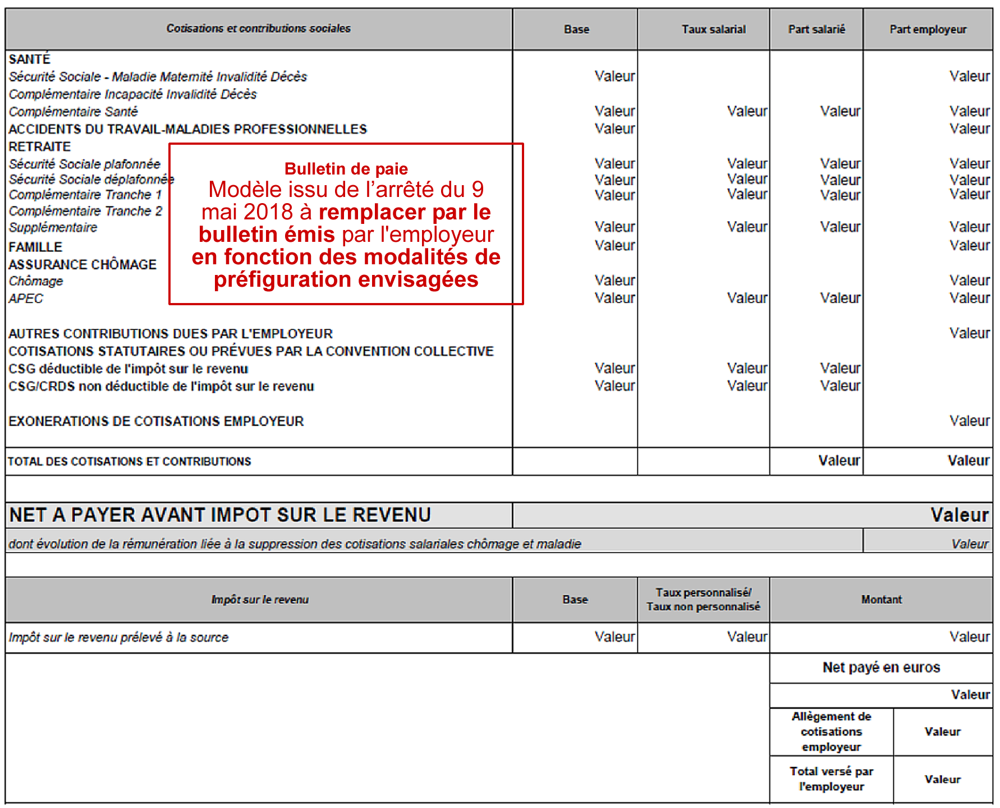 Cotisations et contributions sociales Base Taux salarial Part salarié Part employeur
SANTÉ
Sécurité Sociale - Maladie Maternité Invalidité Décès Valeur Valeur
Complémentaire Incapacité Invalidité Décès
Complémentaire Santé Valeur Valeur Valeur Valeur
ACCIDENTS DU TRAVAIL-MALADIES PROFESSIONNELLES Valeur Valeur
RETRAITE
Sécurité Sociale plafonnée Valeur Valeur Valeur Valeur
Sécurité Sociale déplafonnée Valeur Valeur Valeur Valeur
Complémentaire Tranche 1 Valeur Valeur Valeur Valeur
Complémentaire Tranche 2
Supplémentaire Valeur Valeur Valeur Valeur
FAMILLE Valeur Valeur
ASSURANCE CHÔMAGE
Chômage Valeur Valeur
APEC Valeur Valeur Valeur Valeur
Bulletin de paie
Modèle issu de l’arrêté du 9
mai 2018 à remplacer par le
bulletin émis par l'employeur
en fonction des modalités de
préfiguration envisagées
AUTRES CONTRIBUTIONS DUES PAR L'EMPLOYEUR Valeur
COTISATIONS STATUTAIRES OU PRÉVUES PAR LA CONVENTION COLLECTIVE
CSG déductible de l'impôt sur le revenu Valeur Valeur Valeur
CSG/CRDS non déductible de l'impôt sur le revenu Valeur Valeur Valeur
EXONERATIONS DE COTISATIONS EMPLOYEUR Valeur
TOTAL DES COTISATIONS ET CONTRIBUTIONS Valeur Valeur
NET A PAYER AVANT IMPOT SUR LE REVENU Valeur
dont évolution de la rémunération liée à la suppression des cotisations salariales chômage et maladie Valeur
Impôt sur le revenu Base Taux personnalisé/ Montant
Taux non personnalisé
Impôt sur le revenu prélevé à la source Valeur Valeur Valeur
Net payé en euros
Valeur
Allègement de
cotisations Valeur
employeur
Total versé par
l'employeur Valeur